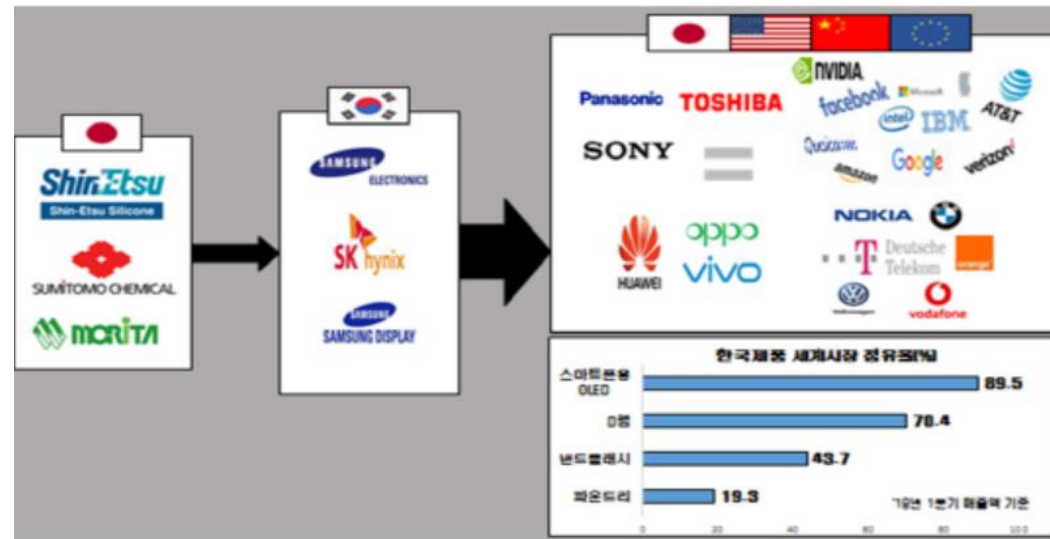 Shin-Etsu
Shin-Etsu Silicone
SUMITOMO CHEMICAL
MORITA
SAMSUNG
ELECTRONICS
SK hynix
SAMSUNG
SAMSUNG DISPLAY
Panasonic
TOSHIBA
SONY
NVIDIA
facebook
Microsoft
AT&T
intel
IBM
Qualcomm
amazon
Google
verizon
HUAWEI
oppo
vivo
NOKIA
T
Deutsche
Telekom
orange
Volkswagen
vodafone
한국제품 세계시장 점유율(%)
스마트폰용
OLED
89.5
D램
70.4
낸드플래시
43.7
파운드리
19.3
'19년 1분기 매출액 기준
0 20 40 60 80 100